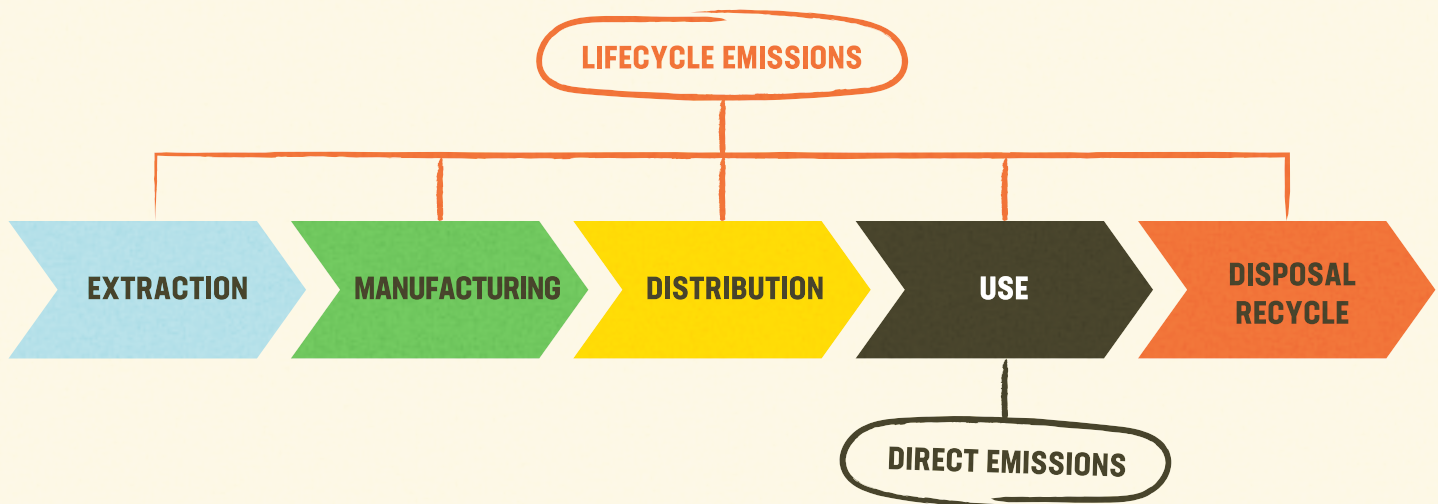 LIFECYCLE EMISSIONS
EXTRACTION
MANUFACTURING
DISTRIBUTION
USE
DISPOSAL
RECYCLE
DIRECT EMISSIONS